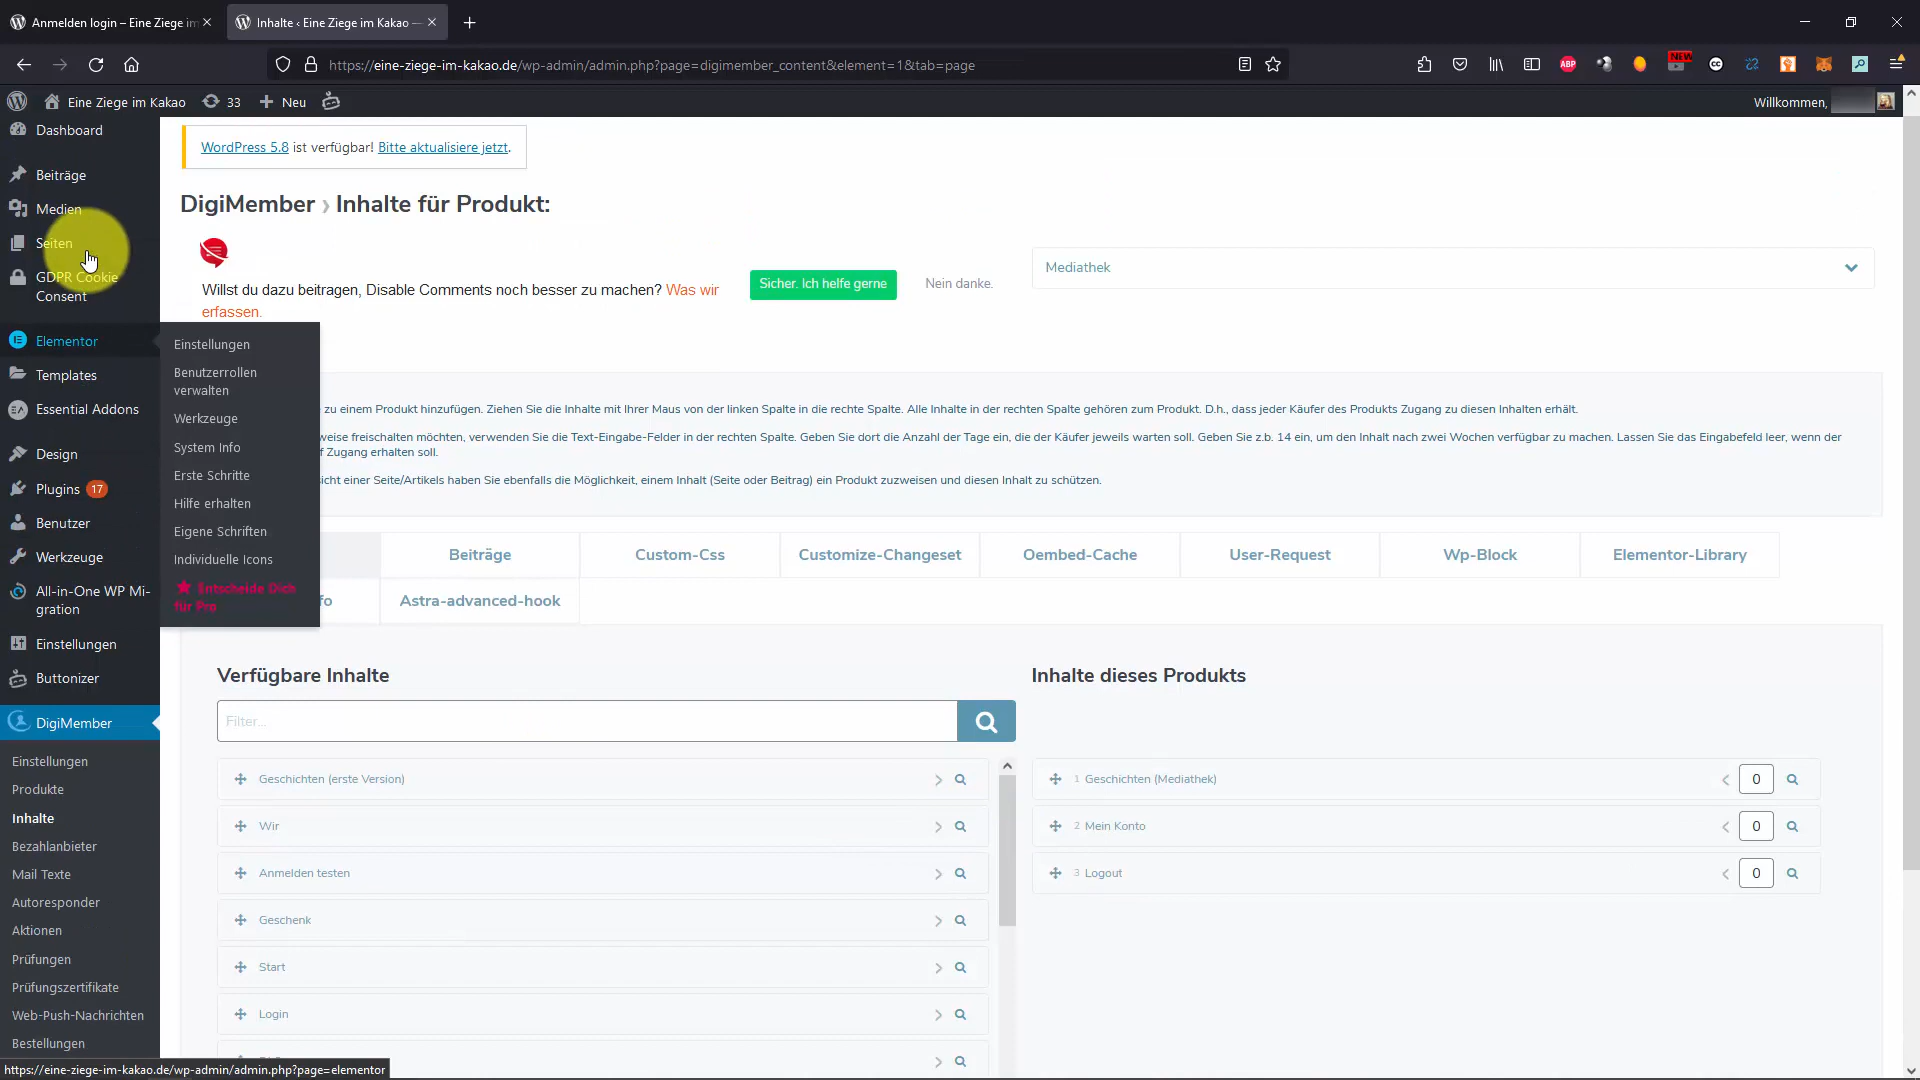 Anmelden login – Eine Ziege im
Inhalte ‹ Eine Ziege im Kakao —
https://eine-ziege-im-kakao.de/wp-admin/admin.php?page=digimember_content&element=1&tab=page
ABP
NEW
CC
Eine Ziege im Kakao
33
Neu
Willkommen,
Dashboard
Beiträge
Medien
Seiten
GDPR Cookie
Consent
Elementor
Templates
Essential Addons
Design
Plugins 17
Benutzer
Werkzeuge
All-in-One WP Mi-
gration
Einstellungen
Buttonizer
DigiMember
Einstellungen
Produkte
Inhalte
Bezahlanbieter
Mail Texte
Autoresponder
Aktionen
Prüfungen
Prüfungszertifikate
Web-Push-Nachrichten
Bestellungen
https://eine-ziege-im-kakao.de/wp-admin/admin.php?page=elementor
Einstellungen
Benutzerrollen
verwalten
Werkzeuge
System Info
Erste Schritte
Hilfe erhalten
Eigene Schriften
Individuelle Icons
Entscheide Dich
für Pro
WordPress 5.8 ist verfügbar! Bitte aktualisiere jetzt.
DigiMember › Inhalte für Produkt:
Willst du dazu beitragen, Disable Comments noch besser zu machen? Was wir
erfassen.
Sicher. Ich helfe gerne
Nein danke.
Mediathek
zu einem Produkt hinzufügen. Ziehen Sie die Inhalte mit Ihrer Maus von der linken Spalte in die rechte Spalte. Alle Inhalte in der rechten Spalte gehören zum Produkt. D.h., dass jeder Käufer des Produkts Zugang zu diesen Inhalten erhält.
weise freischalten möchten, verwenden Sie die Text-Eingabe-Felder in der rechten Spalte. Geben Sie dort die Anzahl der Tage ein, die der Käufer jeweils warten soll. Geben Sie z.b. 14 ein, um den Inhalt nach zwei Wochen verfügbar zu machen. Lassen Sie das Eingabefeld leer, wenn der
f Zugang erhalten soll.
sicht einer Seite/Artikels haben Sie ebenfalls die Möglichkeit, einem Inhalt (Seite oder Beitrag) ein Produkt zuzweisen und diesen Inhalt zu schützen.
Beiträge
Custom-Css
Customize-Changeset
Oembed-Cache
User-Request
Wp-Block
Elementor-Library
fo
Astra-advanced-hook
Verfügbare Inhalte
Filter...
Geschichten (erste Version)
Wir
Anmelden testen
Geschenk
Start
Login
Inhalte dieses Produkts
1 Geschichten (Mediathek) 0
2 Mein Konto 0
3 Logout 0